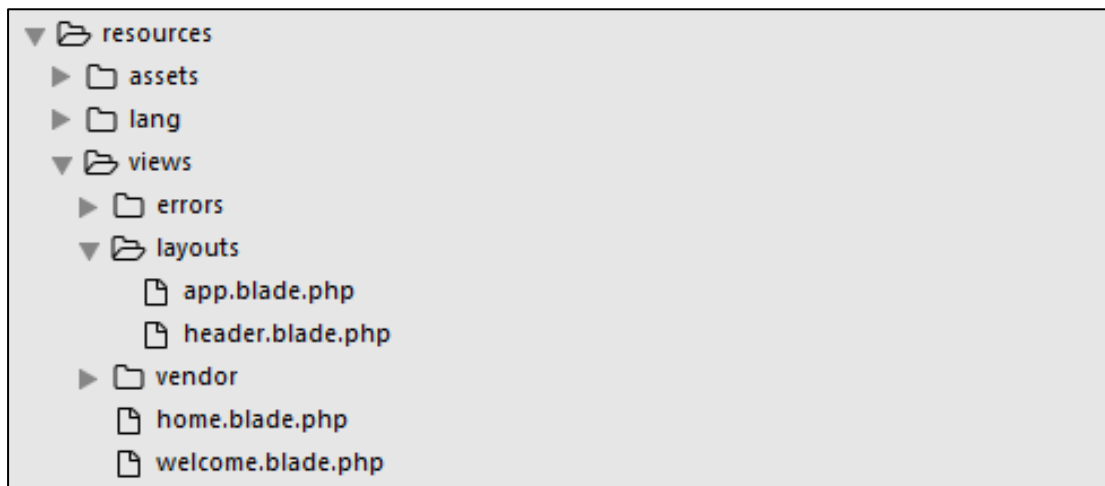 resources
assets
lang
views
errors
layouts
app.blade.php
header.blade.php
vendor
home.blade.php
welcome.blade.php